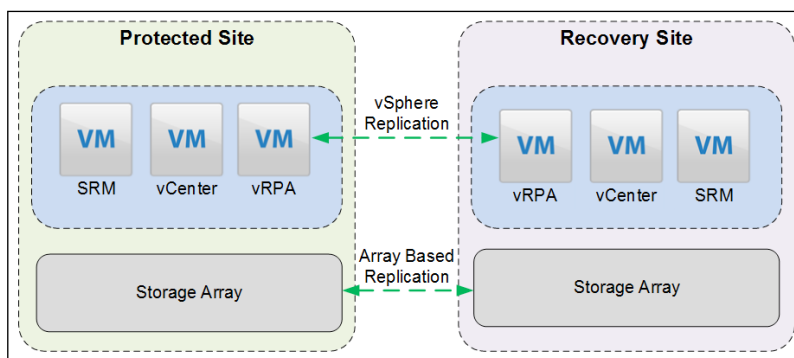 Protected Site
Recovery Site
vSphere
Replication
VM
VM
VM
SRM
vCenter
vRPA
VM
VM
VM
vRPA
vCenter
SRM
Array Based
Replication
Storage Array
Storage Array